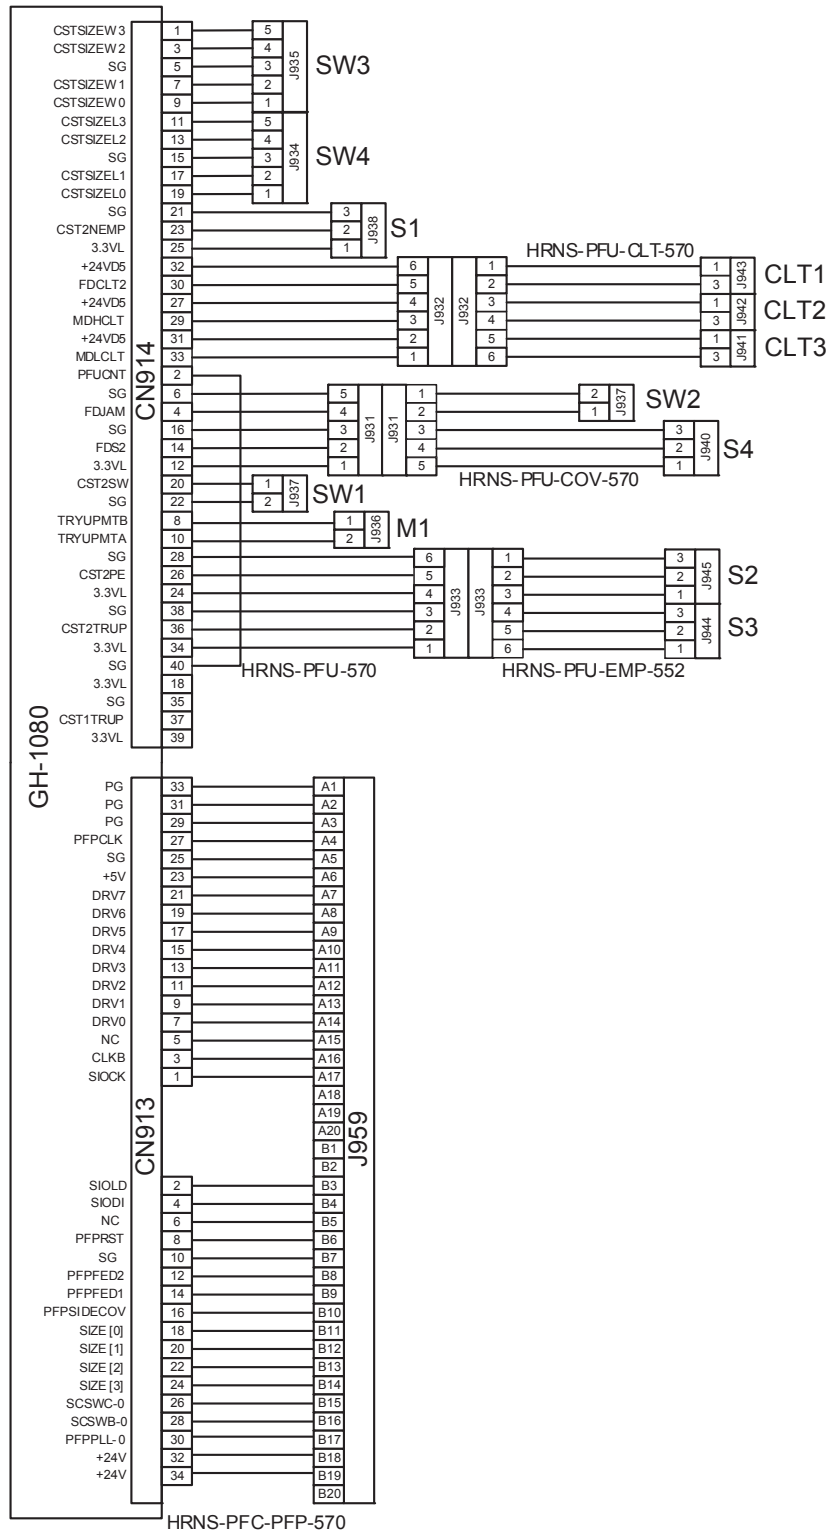 CSTSIZEW3 1 5
CSTSIZEW2 3 4
SG 5 3 J935 SW3
CSTSIZEW1 7 2
CSTSIZEW0 9 1
CSTSIZEL3 11 5
CSTSIZEL2 13 4
SG 15 3 J934 SW4
CSTSIZEL1 17 2
CSTSIZEL0 19 1
SG 21 3
CST2NEMP 23 2 J938 S1
3.3VL 25 1
HRNS-PFU-CLT-570
+24VD5 32 6 1 1
FDCLT2 30 5 2 3 J943 CLT1
+24VD5 27 4 3 1
MDHCLT 29 3 J932 J932 4 3 J942 CLT2
+24VD5 31 2 5 1
MDLCLT 33 1 6 3 J941 CLT3
CN914
PFUCNT 2
SG 6 5 1 2
FDJAM 4 4 2 1 J937 SW2
SG 16 3 J931 J931 3 3
FDS2 14 2 4 2 J940 S4
3.3VL 12 1 5 1
HRNS-PFU-COV-570
CST2SW 20 1
SG 22 2 J937 SW1
TRYUPMTB 8 1
TRYUPMTA 10 2 J936 M1
SG 28 6 1 3
CST2PE 26 5 2 2 J945 S2
3.3VL 24 4 3 1
SG 38 3 J933 J933 4 3
CST2TRUP 36 2 5 2 J944 S3
3.3VL 34 1 6 1
SG 40
HRNS-PFU-570 HRNS-PFU-EMP-552
3.3VL 18
SG 35
CST1TRUP 37
3.3VL 39
GH-1080
PG 33 A1
PG 31 A2
PG 29 A3
PFPCLK 27 A4
SG 25 A5
+5V 23 A6
DRV7 21 A7
DRV6 19 A8
DRV5 17 A9
DRV4 15 A10
DRV3 13 A11
DRV2 11 A12
DRV1 9 A13
DRV0 7 A14
NC 5 A15
CLKB 3 A16
SIOCK 1 A17
A18
A19
A20
B1
B2
CN913 J959
SIOLD 2 B3
SIODI 4 B4
NC 6 B5
PFPRST 8 B6
SG 10 B7
PFPFED2 12 B8
PFPFED1 14 B9
PFPSIDECOV 16 B10
SIZE[0] 18 B11
SIZE[1] 20 B12
SIZE[2] 22 B13
SIZE[3] 24 B14
SCSWC-0 26 B15
SCSWB-0 28 B16
PFPPLL-0 30 B17
+24V 32 B18
+24V 34 B19
B20
HRNS-PFC-PFP-570